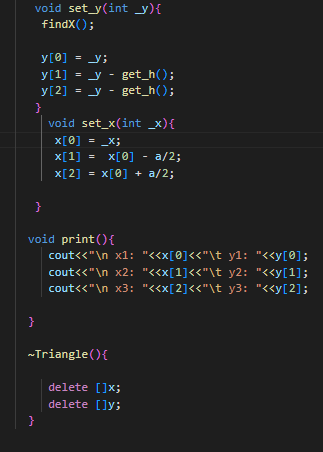 void set_y(int _y){
findX();
y[0] = _y;
y[1] = _y - get_h();
y[2] = _y - get_h();
}
void set_x(int _x){
x[0] = _x;
x[1] =  x[0] - a/2;
x[2] = x[0] + a/2;
}
void print(){
cout<<"\n x1: "<<x[0]<<"\t y1: "<<y[0];
cout<<"\n x2: "<<x[1]<<"\t y2: "<<y[1];
cout<<"\n x3: "<<x[2]<<"\t y3: "<<y[2];
}
~Triangle(){
delete []x;
delete []y;
}